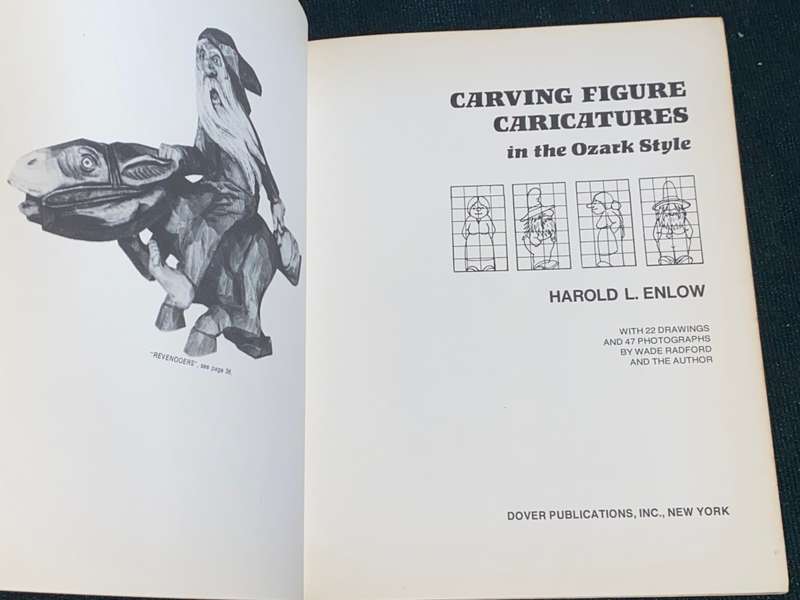 "REVENOOERS", see page 36.
CARVING FIGURE
CARICATURES
in the Ozark Style
HAROLD L. ENLOW
WITH 22 DRAWINGS
AND 47 PHOTOGRAPHS
BY WADE RADFORD
AND THE AUTHOR
DOVER PUBLICATIONS, INC., NEW YORK